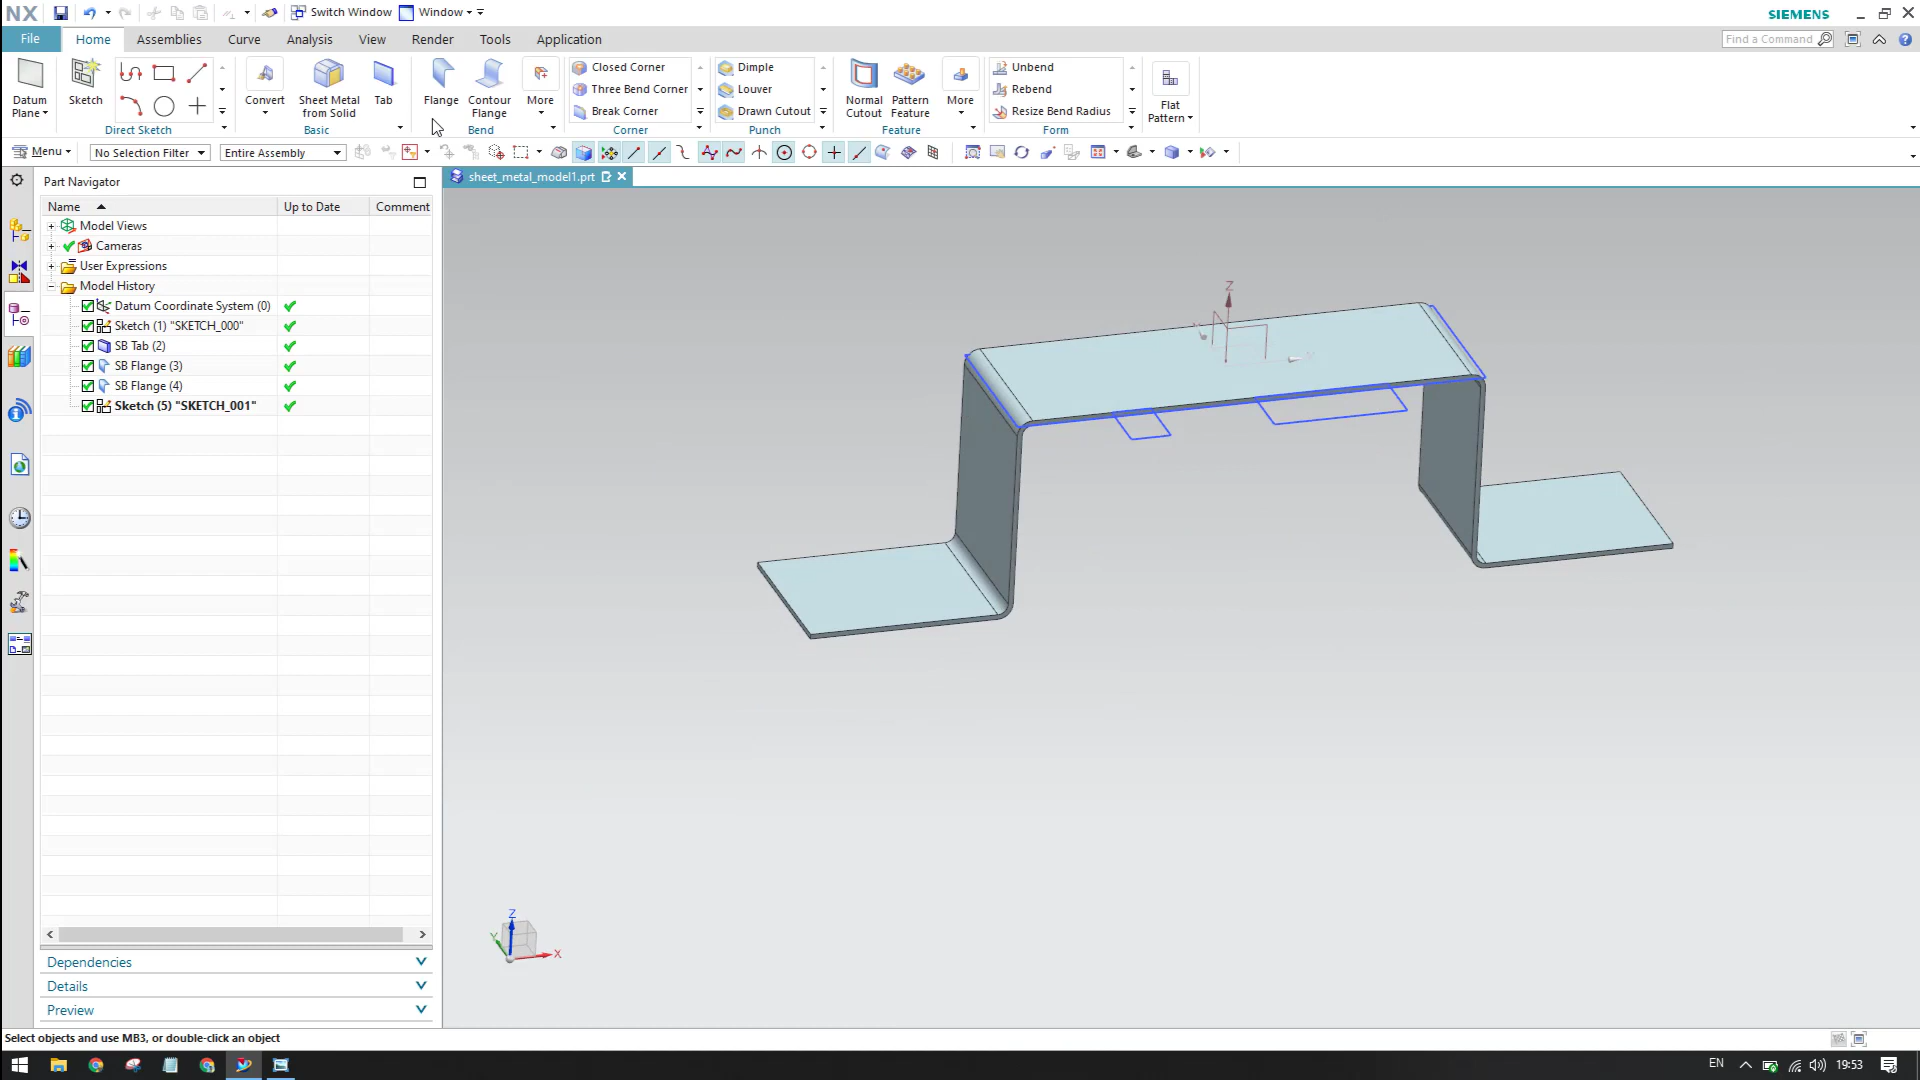 NX Switch Window Window SIEMENS
File Home Assemblies Curve Analysis View Render Tools Application Find a Command
Datum Plane
Sketch
Direct Sketch
Convert
Sheet Metal from Solid
Tab
Basic
Flange
Contour Flange
More
Bend
Closed Corner
Three Bend Corner
Break Corner
Corner
Dimple
Louver
Drawn Cutout
Punch
Normal Cutout
Pattern Feature
More
Feature
Unbend
Rebend
Resize Bend Radius
Form
Flat Pattern
Menu No Selection Filter Entire Assembly
Part Navigator
sheet_metal_model1.prt
Name Up to Date Comment
Model Views
Cameras
User Expressions
Model History
Datum Coordinate System (0)
Sketch (1) "SKETCH_000"
SB Tab (2)
SB Flange (3)
SB Flange (4)
Sketch (5) "SKETCH_001"
Z
Z
Y
X
Dependencies
Details
Preview
Select objects and use MB3, or double-click an object
EN 19:53